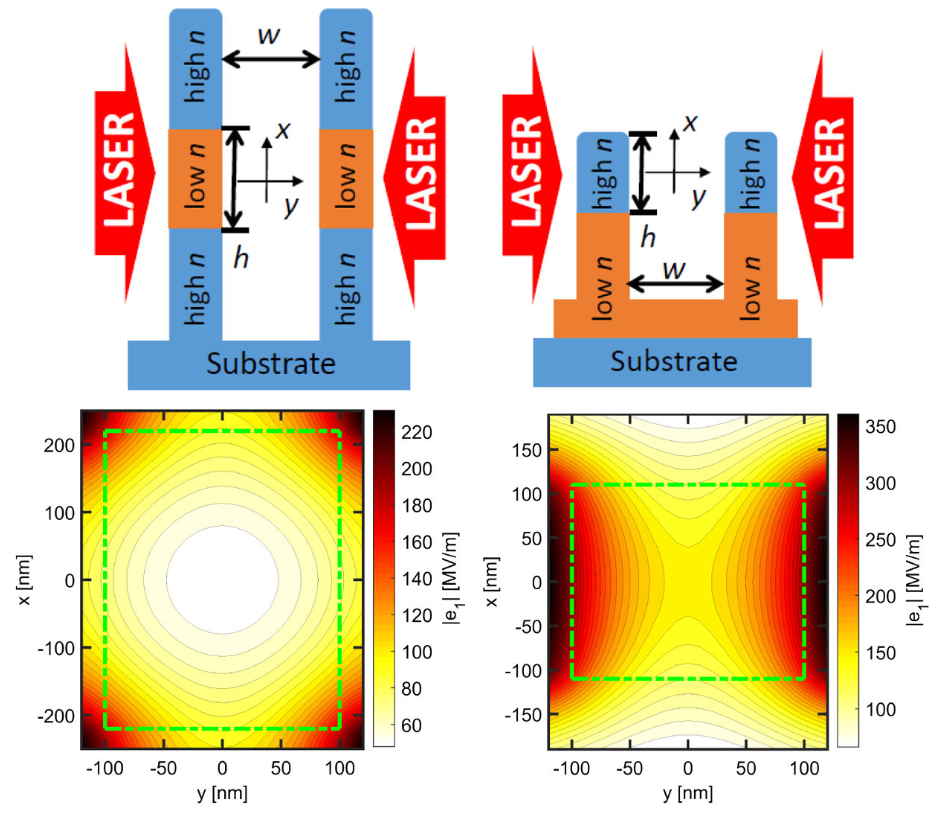 LASER
high n
low n
high n
w
x
y
h
high n
low n
high n
LASER
Substrate
LASER
high n
low n
x
y
h
w
high n
low n
LASER
Substrate
x [nm]
200
100
0
-100
-200
-100
-50
0
50
100
y [nm]
220
200
180
160
140
120
100
80
60
|e₁| [MV/m]
x [nm]
150
100
50
0
-50
-100
-150
-100
-50
0
50
100
y [nm]
350
300
250
200
150
100
|e₁| [MV/m]